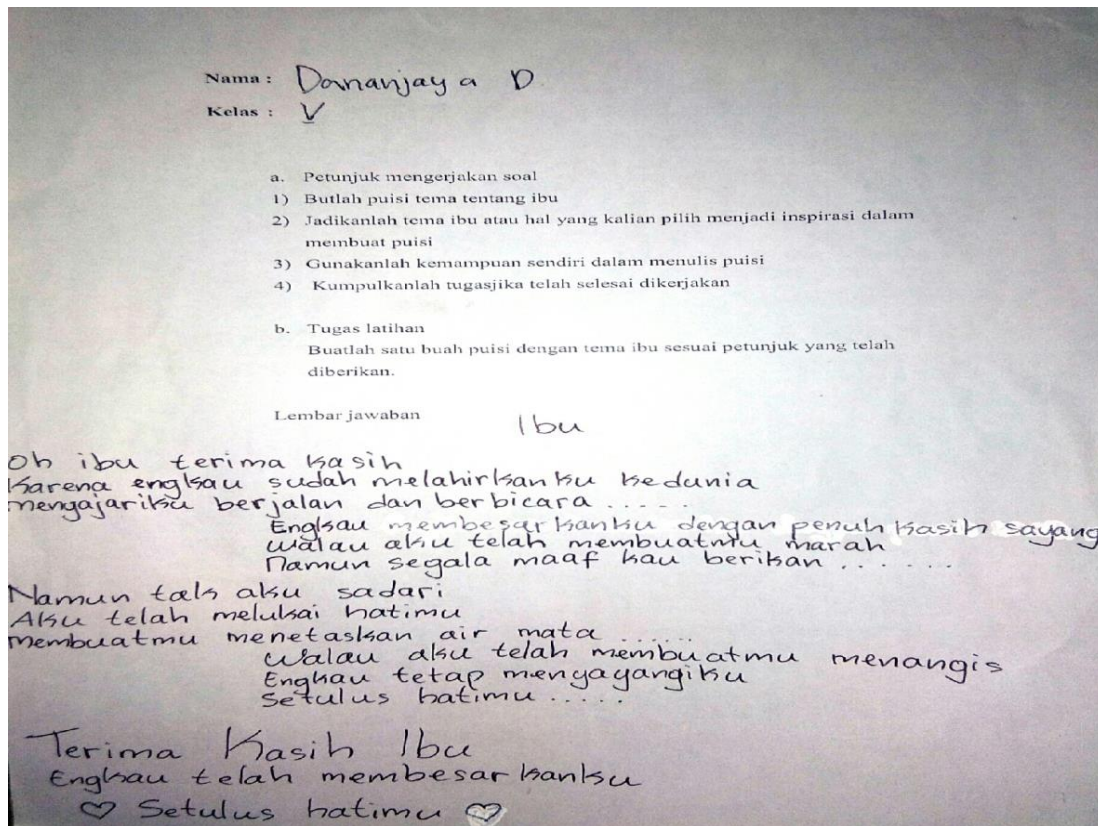 Nama : Dananjaya D
Kelas : V
a. Petunjuk mengerjakan soal
1) Butlah puisi tema tentang ibu
2) Jadikanlah tema ibu atau hal yang kalian pilih menjadi inspirasi dalam
membuat puisi
3) Gunakanlah kemampuan sendiri dalam menulis puisi
4) Kumpulkanlah tugasjika telah selesai dikerjakan
b. Tugas latihan
Buatlah satu buah puisi dengan tema ibu sesuai petunjuk yang telah
diberikan.
Lembar jawaban
Ibu
Oh ibu terima kasih
Karena engkau sudah melahirkanku kedunia
mengajariku berjalan dan berbicara .....
Engkau membesarkanku dengan penuh kasih sayang
walau aku telah membuatmu marah
Namun segala maaf kau berikan ......
Namun tak aku sadari
Aku telah melukai hatimu
membuatmu menetaskan air mata .....
walau aku telah membuatmu menangis
Engkau tetap menyayangiku
Setulus hatimu .....
Terima Kasih Ibu
Engkau telah membesarkanku
♡ Setulus hatimu ♡